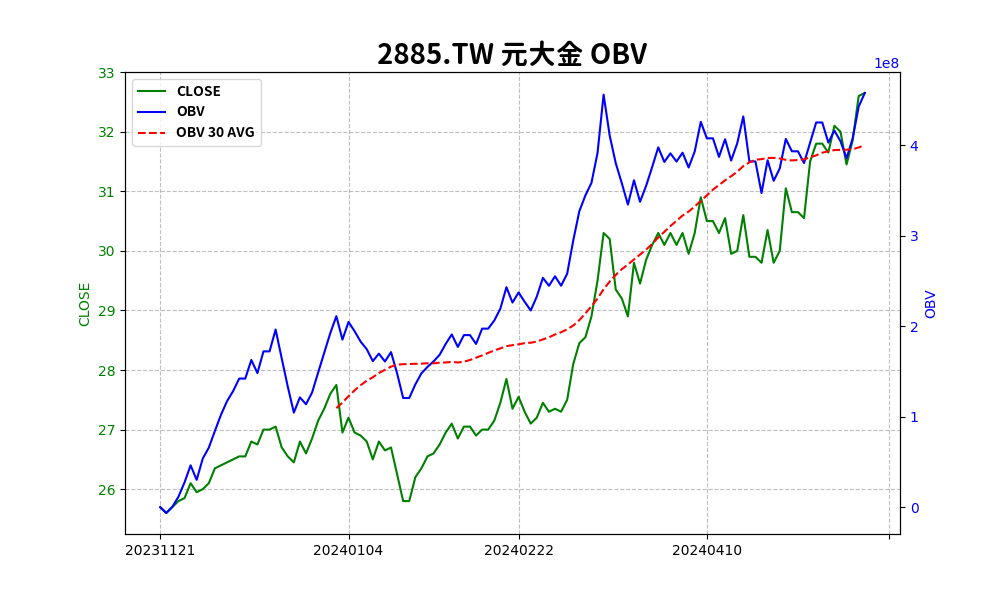 2885.TW 元大金 OBV
1e8
CLOSE
OBV
OBV 30 AVG
33
32
31
30
29
28
27
26
CLOSE
4
3
2
1
0
OBV
20231121
20240104
20240222
20240410